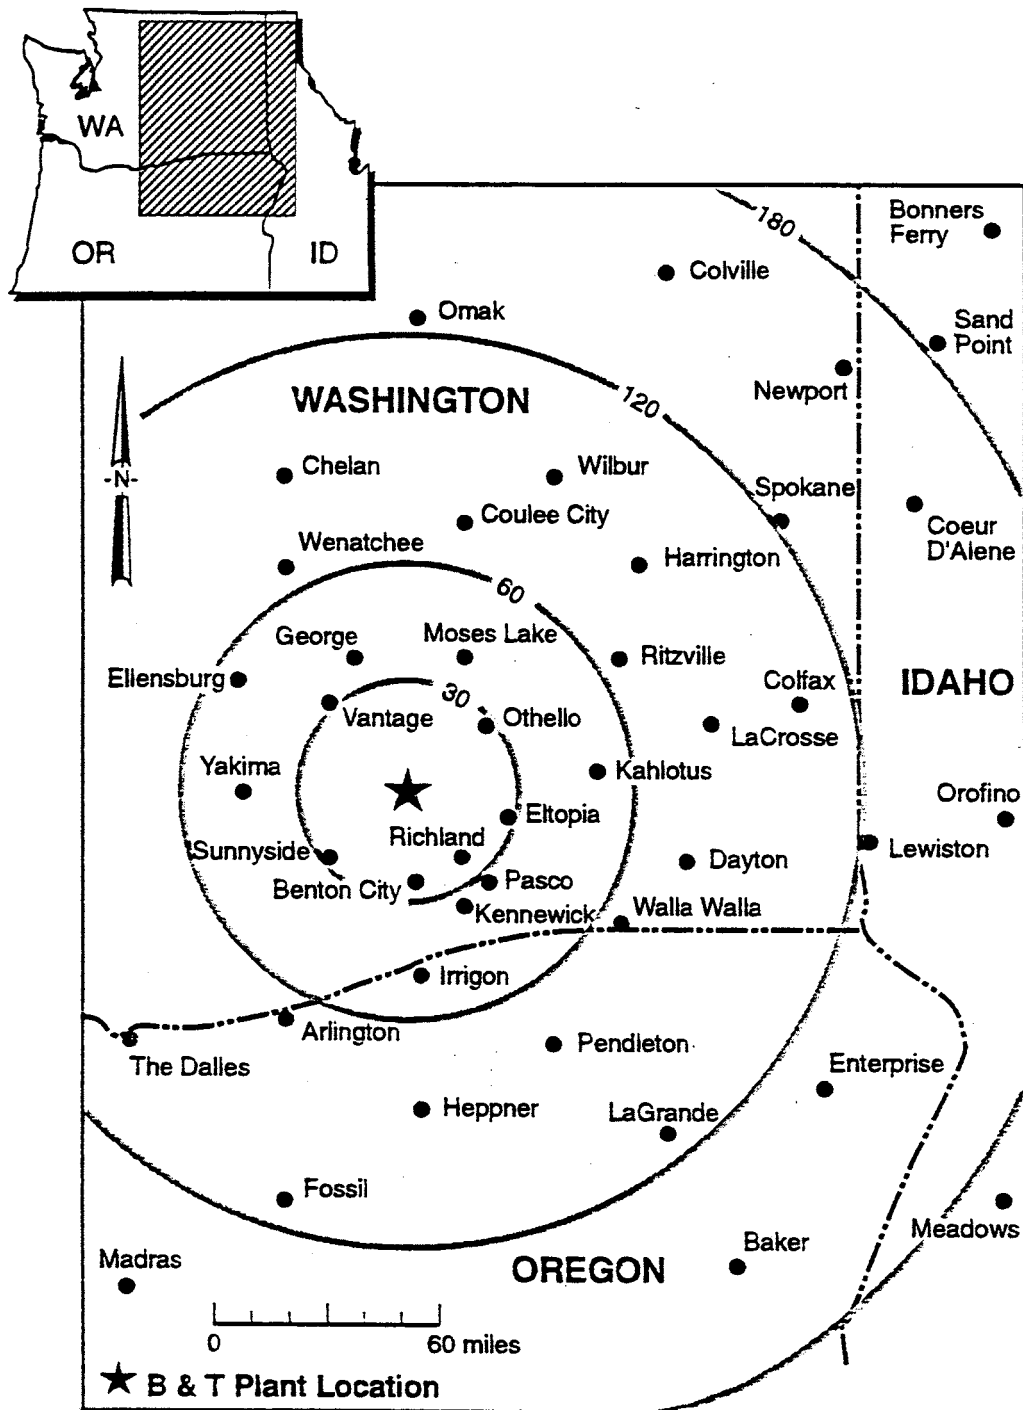 WA
OR
ID
180
Bonners
Ferry
Colville
Omak
Sand
Point
Newport
120
WASHINGTON
-N-
Chelan
Wilbur
Spokane
Coulee City
Coeur
D'Alene
Wenatchee
Harrington
60
George
Moses Lake
Ritzville
Ellensburg
Colfax
IDAHO
30
Vantage
Othello
LaCrosse
Yakima
Kahlotus
Orofino
Eltopia
Richland
Sunnyside
Dayton
Lewiston
Benton City
Pasco
Kennewick
Walla Walla
Irrigon
Arlington
The Dalles
Pendleton
Enterprise
Heppner
LaGrande
Fossil
Meadows
Madras
Baker
OREGON
0 60 miles
B & T Plant Location